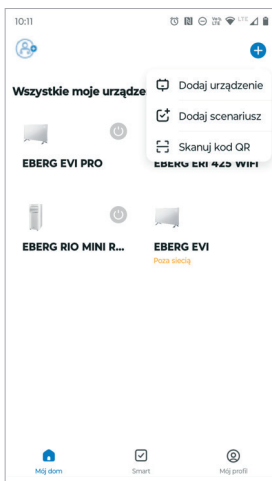 10:11
LTE
Dodaj urządzenie
Wszystkie moje urządze
Dodaj scenariusz
Skanuj kod QR
EBERG EVI PRO
EBERG ERI 425 WIFI
EBERG RIO MINI R...
EBERG EVI
Poza siecią
Mój dom
Smart
Mój profil